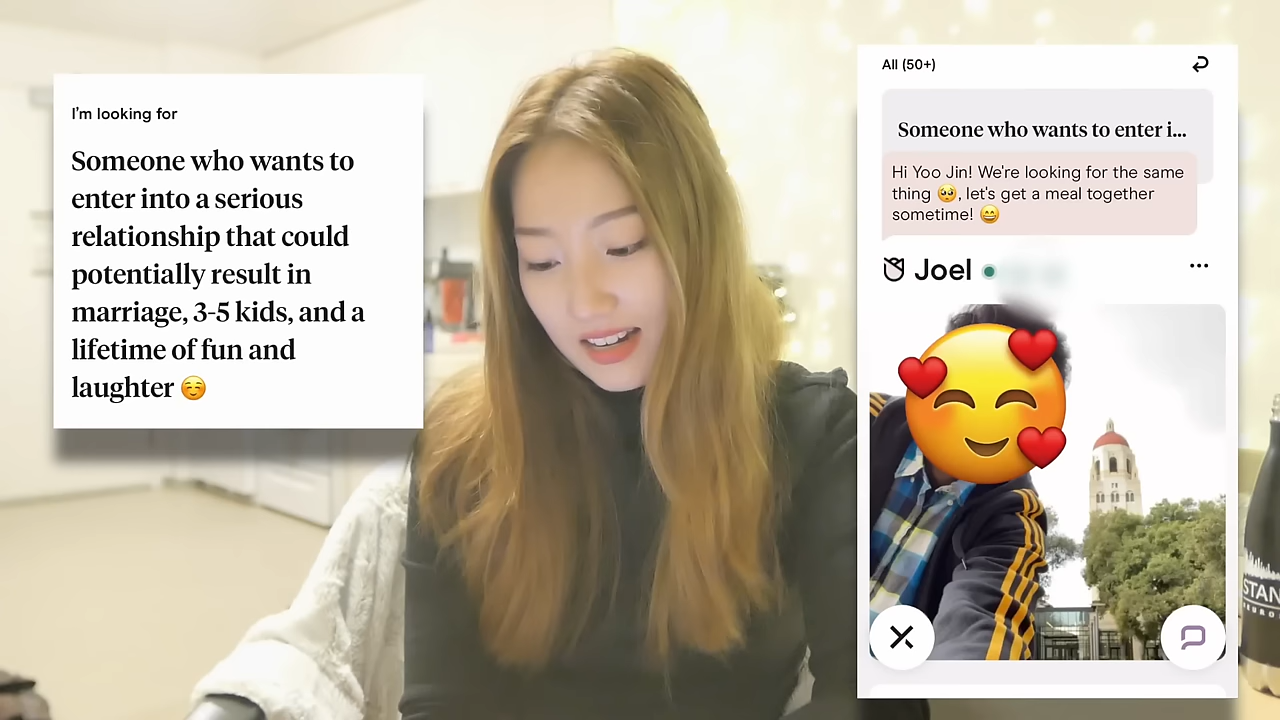 I'm looking for
Someone who wants to
enter into a serious
relationship that could
potentially result in
marriage, 3-5 kids, and a
lifetime of fun and
laughter ☺️
All (50+)
Someone who wants to enter i...
Hi Yoo Jin! We're looking for the same
thing 🥺, let's get a meal together
sometime! 😄
Joel
STAN